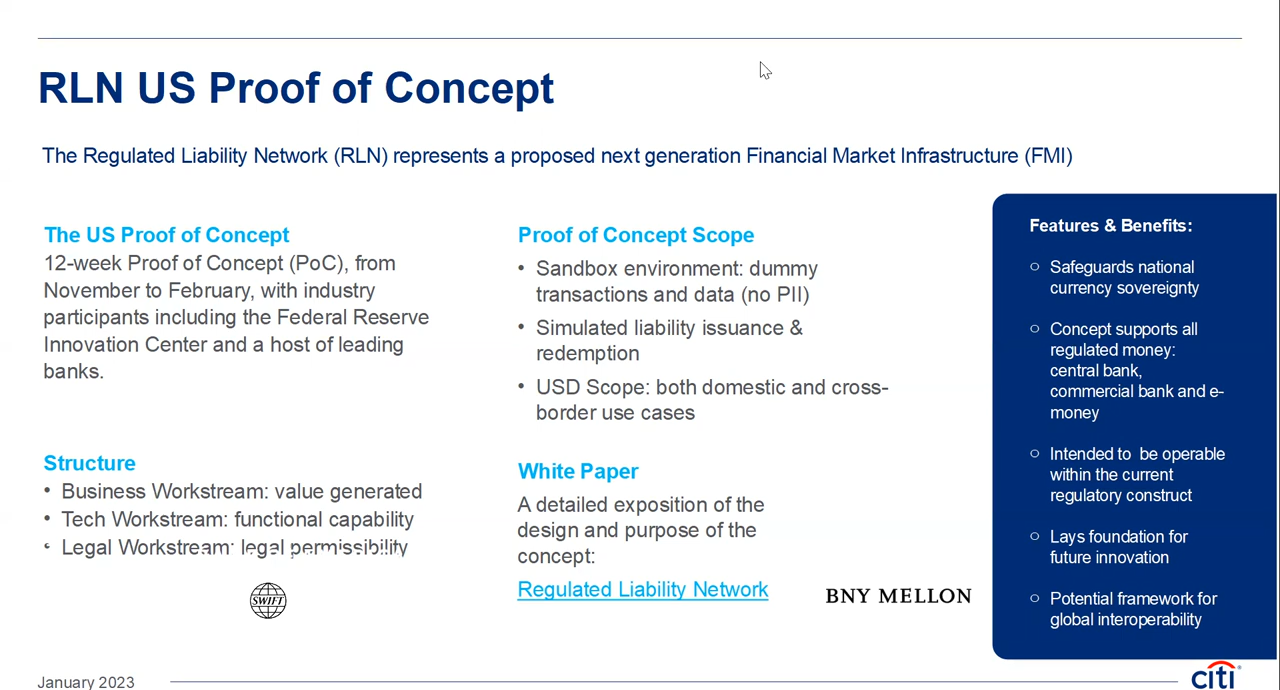 RLN US Proof of Concept
The Regulated Liability Network (RLN) represents a proposed next generation Financial Market Infrastructure (FMI)
The US Proof of Concept
12-week Proof of Concept (PoC), from
November to February, with industry
participants including the Federal Reserve
Innovation Center and a host of leading
banks.
Structure
• Business Workstream: value generated
• Tech Workstream: functional capability
• Legal Workstream: legal permissibility
SWIFT
Proof of Concept Scope
• Sandbox environment: dummy
transactions and data (no PII)
• Simulated liability issuance &
redemption
• USD Scope: both domestic and cross-
border use cases
White Paper
A detailed exposition of the
design and purpose of the
concept:
Regulated Liability Network
BNY MELLON
Features & Benefits:
○ Safeguards national
currency sovereignty
○ Concept supports all
regulated money:
central bank,
commercial bank and e-
money
○ Intended to be operable
within the current
regulatory construct
○ Lays foundation for
future innovation
○ Potential framework for
global interoperability
January 2023
citi